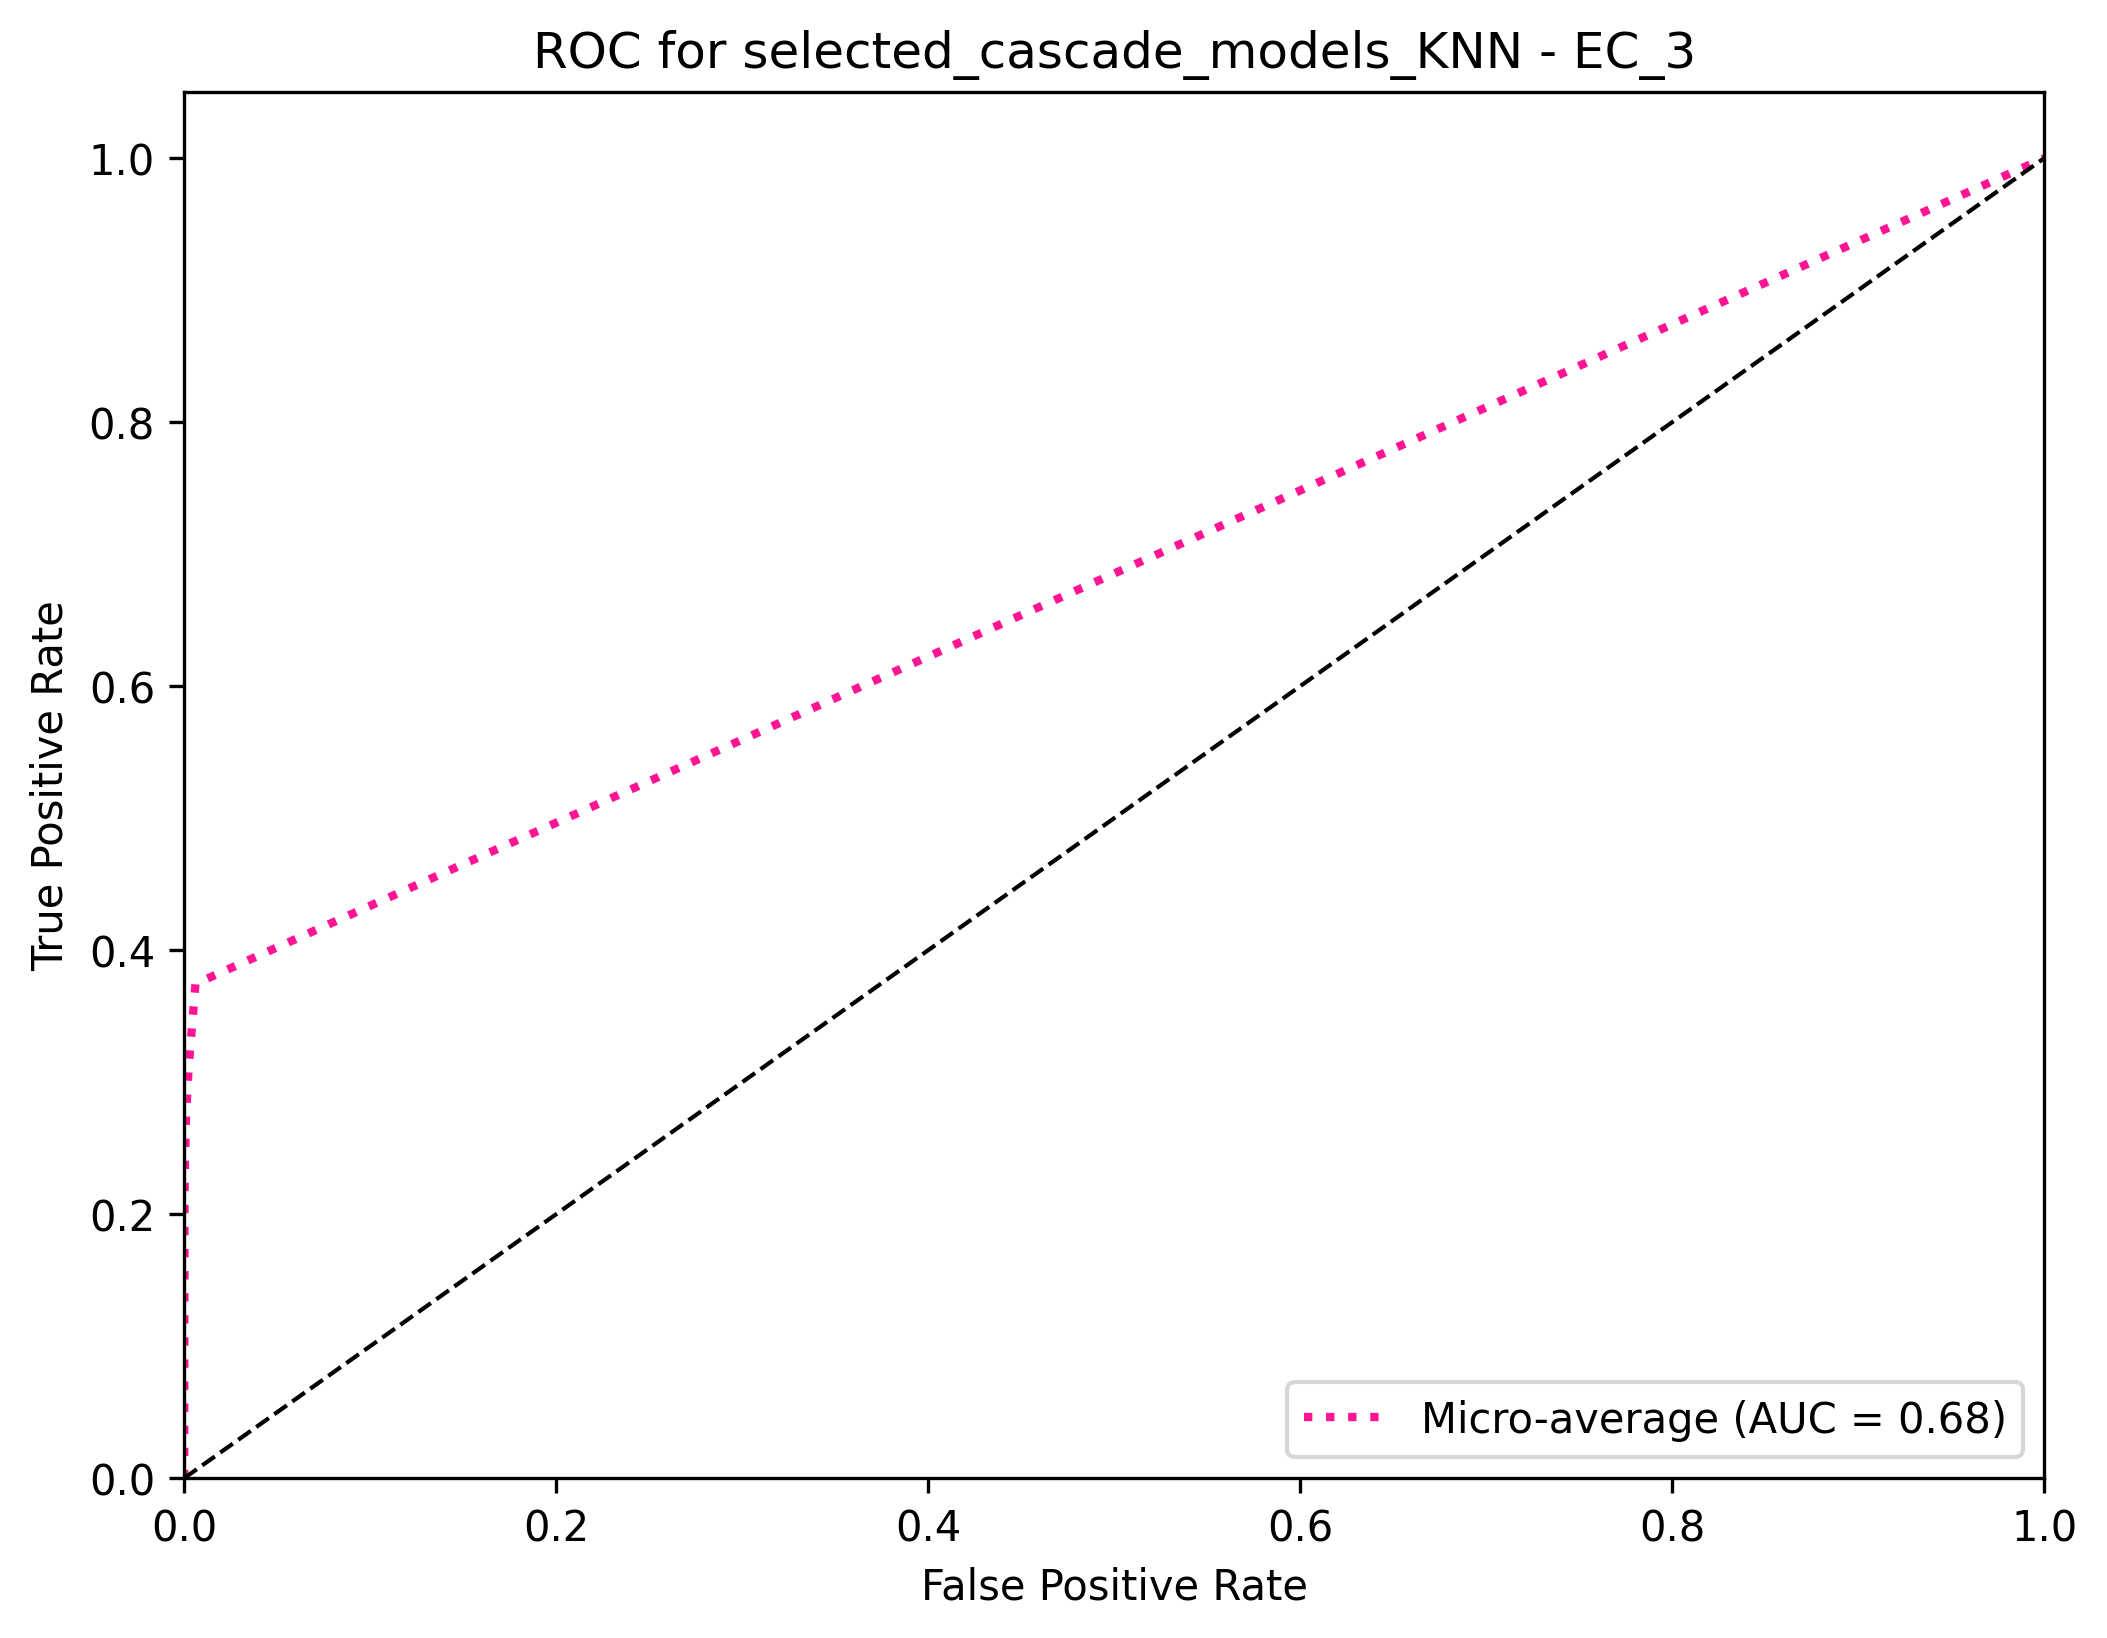 ROC for selected_cascade_models_KNN - EC_3
True Positive Rate
1.0
0.8
0.6
0.4
0.2
0.0
0.0 0.2 0.4 0.6 0.8 1.0
False Positive Rate
Micro-average (AUC = 0.68)